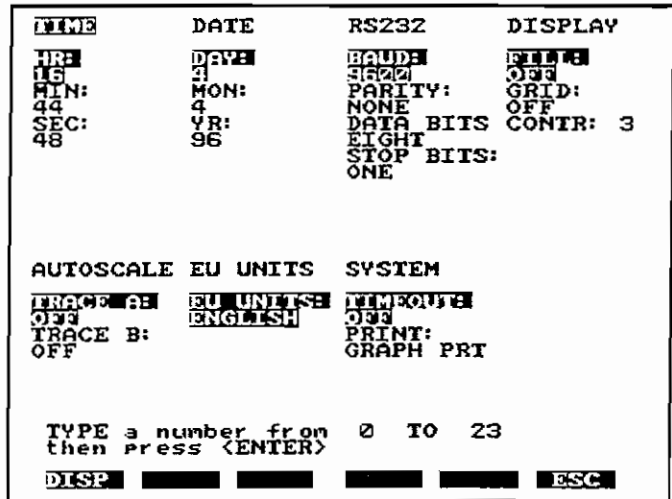 TIME DATE RS232 DISPLAY
HR: DAY: BAUD: FILL:
16 4 9600 OFF
MIN: MON: PARITY: GRID:
44 4 NONE OFF
SEC: YR: DATA BITS CONTR: 3
48 96 EIGHT
STOP BITS:
ONE
AUTOSCALE EU UNITS SYSTEM
TRACE A: EU UNITS: TIMEOUT:
OFF ENGLISH OFF
TRACE B: PRINT:
OFF GRAPH PRT
TYPE a number from 0 TO 23
then press <ENTER>
DISP ESC